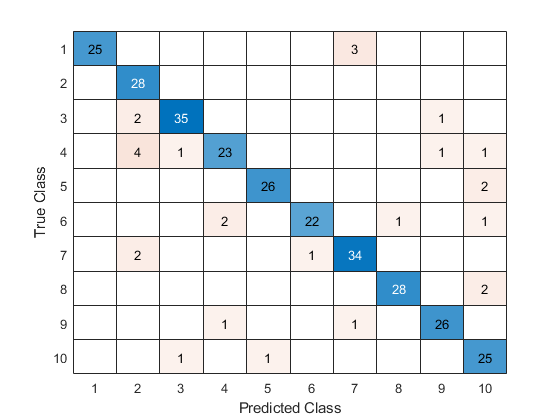 1 25 3
2 28
3 2 35 1
4 4 1 23 1 1
5 26 2
6 2 22 1 1
7 2 1 34
8 28 2
9 1 1 26
10 1 1 25
1 2 3 4 5 6 7 8 9 10
Predicted Class
True Class